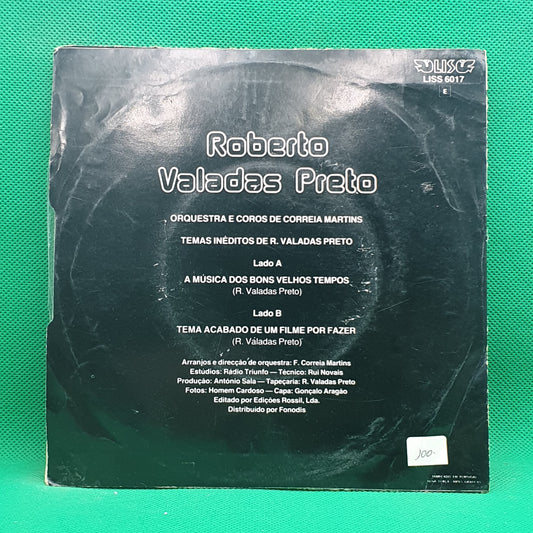 LISS 6017
E
Roberto
Valadas Preto
ORQUESTRA E COROS DE CORREIA MARTINS
TEMAS INÉDITOS DE R. VALADAS PRETO
Lado A
A MÚSICA DOS BONS VELHOS TEMPOS
(R. Valadas Preto)
Lado B
TEMA ACABADO DE UM FILME POR FAZER
(R. Valadas Preto)
Arranjos e direcção de orquestra: F. Correia Martins
Estúdios: Rádio Triunfo — Técnico: Rui Novais
Produção: António Sala — Tapeçaria: R. Valadas Preto
Fotos: Homem Cardoso — Capa: Gonçalo Aragão
Editado por Edições Rossil, Lda.
Distribuído por Fonodis
100-